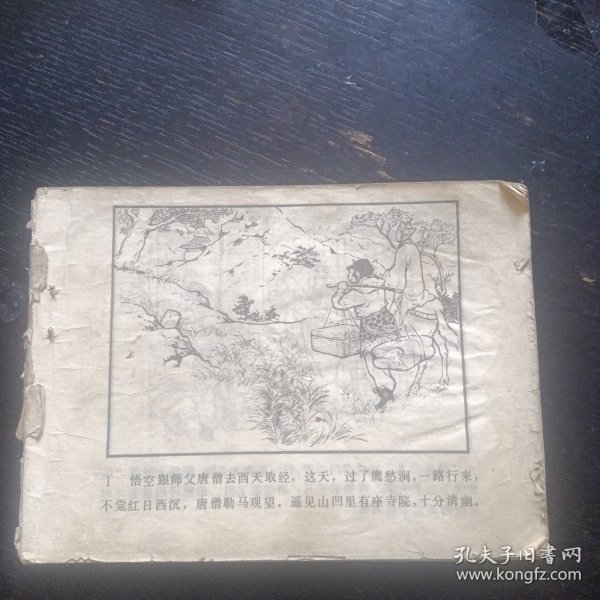 1 悟空跟师父唐僧去西天取经。这天，过了鹰愁涧，一路行来，
不觉红日西沉，唐僧勒马观望，遥见山凹里有座寺院，十分清幽。
孔夫子旧书网
www.kongfz.com